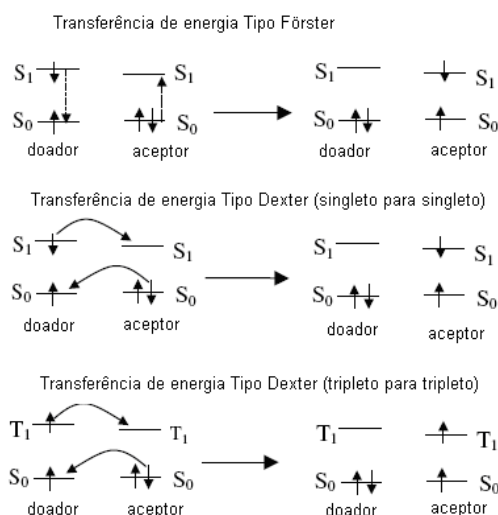 Transferência de energia Tipo Förster
S₁ S₁ S₁
S₀ S₀ S₀
doador aceptor doador aceptor
Transferência de energia Tipo Dexter (singleto para singleto)
S₁ S₁ S₁ S₁
S₀ S₀ S₀ S₀
doador aceptor doador aceptor
Transferência de energia Tipo Dexter (tripleto para tripleto)
T₁ T₁ T₁ T₁
S₀ S₀ S₀ S₀
doador aceptor doador aceptor